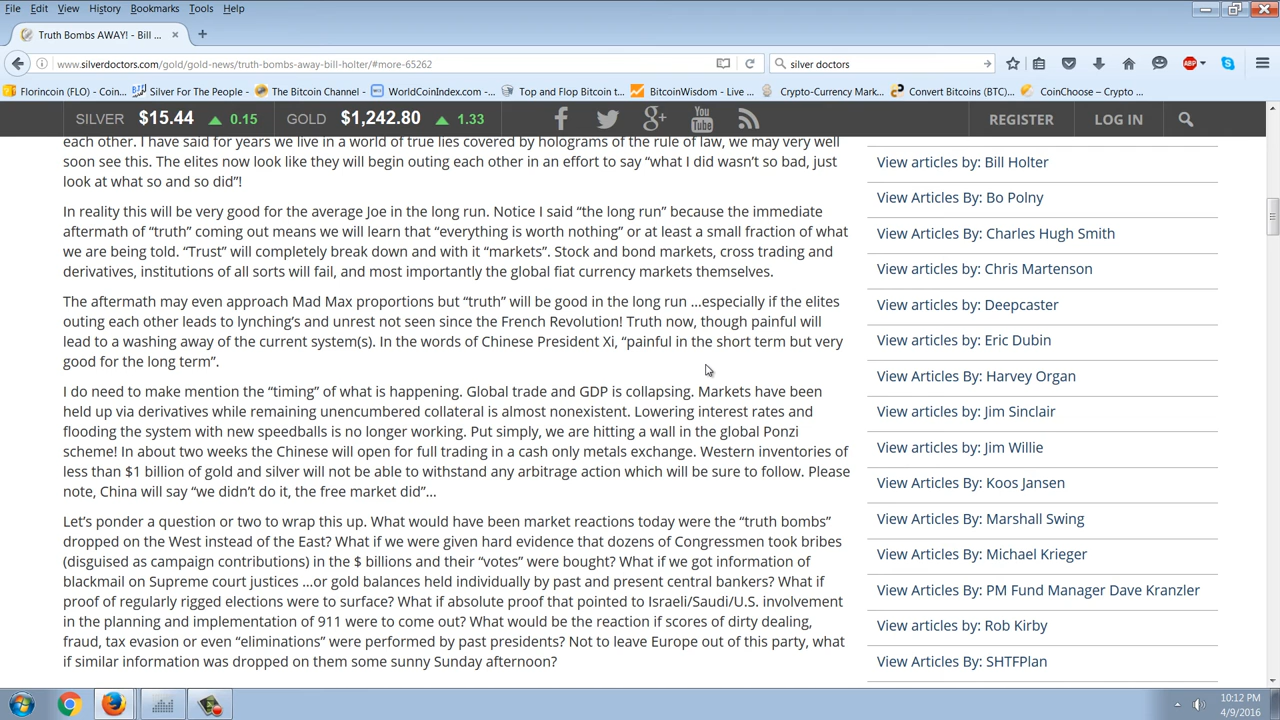 File Edit View History Bookmarks Tools Help
Truth Bombs AWAY! - Bill ...
www.silverdoctors.com/gold/gold-news/truth-bombs-away-bill-holter/#more-65262
silver doctors
ABP
Florincoin (FLO) - Coin... Silver For The People - The Bitcoin Channel - WorldCoinIndex.com - Top and Flop Bitcoin t... BitcoinWisdom - Live ... Crypto-Currency Mark... Convert Bitcoins (BTC)... CoinChoose – Crypto ...
SILVER $15.44 0.15 GOLD $1,242.80 1.33 You Tube REGISTER LOG IN
each other. I have said for years we live in a world of true lies covered by holograms of the rule of law, we may very well
soon see this. The elites now look like they will begin outing each other in an effort to say “what I did wasn’t so bad, just
look at what so and so did”!
In reality this will be very good for the average Joe in the long run. Notice I said “the long run” because the immediate
aftermath of “truth” coming out means we will learn that “everything is worth nothing” or at least a small fraction of what
we are being told. “Trust” will completely break down and with it “markets”. Stock and bond markets, cross trading and
derivatives, institutions of all sorts will fail, and most importantly the global fiat currency markets themselves.
The aftermath may even approach Mad Max proportions but “truth” will be good in the long run …especially if the elites
outing each other leads to lynching’s and unrest not seen since the French Revolution! Truth now, though painful will
lead to a washing away of the current system(s). In the words of Chinese President Xi, “painful in the short term but very
good for the long term”.
I do need to make mention the “timing” of what is happening. Global trade and GDP is collapsing. Markets have been
held up via derivatives while remaining unencumbered collateral is almost nonexistent. Lowering interest rates and
flooding the system with new speedballs is no longer working. Put simply, we are hitting a wall in the global Ponzi
scheme! In about two weeks the Chinese will open for full trading in a cash only metals exchange. Western inventories of
less than $1 billion of gold and silver will not be able to withstand any arbitrage action which will be sure to follow. Please
note, China will say “we didn’t do it, the free market did”…
Let’s ponder a question or two to wrap this up. What would have been market reactions today were the “truth bombs”
dropped on the West instead of the East? What if we were given hard evidence that dozens of Congressmen took bribes
(disguised as campaign contributions) in the $ billions and their “votes” were bought? What if we got information of
blackmail on Supreme court justices …or gold balances held individually by past and present central bankers? What if
proof of regularly rigged elections were to surface? What if absolute proof that pointed to Israeli/Saudi/U.S. involvement
in the planning and implementation of 911 were to come out? What would be the reaction if scores of dirty dealing,
fraud, tax evasion or even “eliminations” were performed by past presidents? Not to leave Europe out of this party, what
if similar information was dropped on them some sunny Sunday afternoon?
View articles by: Bill Holter
View Articles by: Bo Polny
View Articles by: Charles Hugh Smith
View articles by: Chris Martenson
View articles by: Deepcaster
View Articles by: Eric Dubin
View Articles by: Harvey Organ
View articles by: Jim Sinclair
View Articles by: Jim Willie
View Articles By: Koos Jansen
View Articles By: Marshall Swing
View Articles by: Michael Krieger
View Articles By: PM Fund Manager Dave Kranzler
View articles by: Rob Kirby
View Articles By: SHTFPlan
10:12 PM
4/9/2016